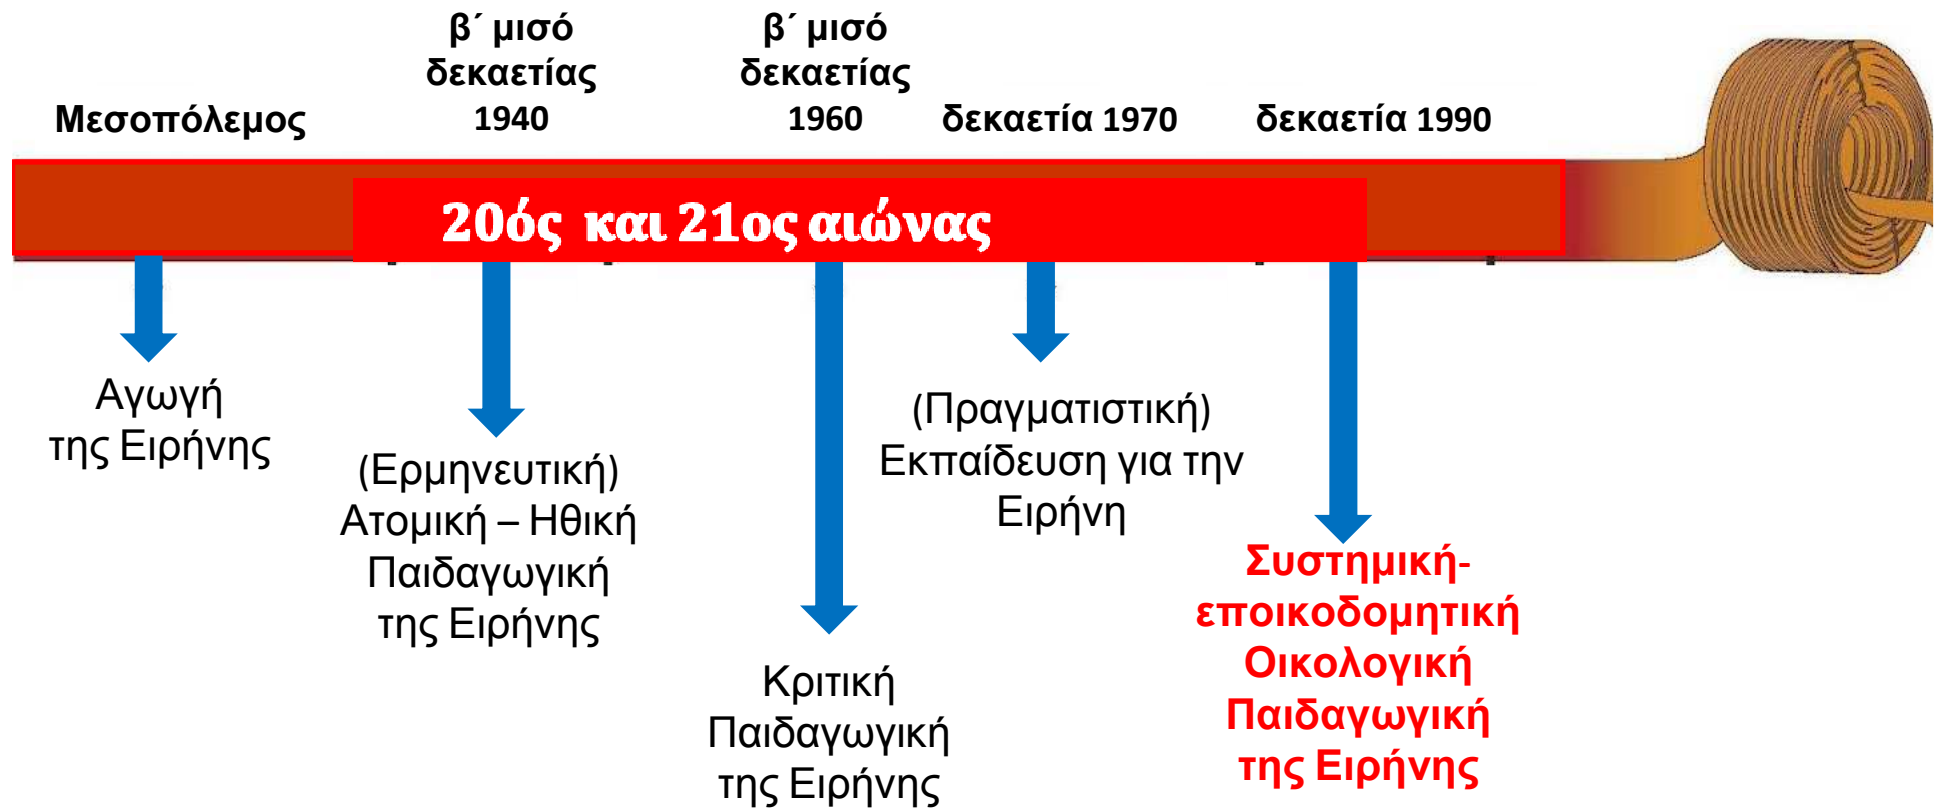 Μεσοπόλεμος
β΄ μισό
δεκαετίας
1940
β΄ μισό
δεκαετίας
1960
δεκαετία 1970
δεκαετία 1990
20ός και 21ος αιώνας
Αγωγή
της Ειρήνης
(Ερμηνευτική)
Ατομική – Ηθική
Παιδαγωγική
της Ειρήνης
Κριτική
Παιδαγωγική
της Ειρήνης
(Πραγματιστική)
Εκπαίδευση για την
Ειρήνη
Συστημική-
εποικοδομητική
Οικολογική
Παιδαγωγική
της Ειρήνης